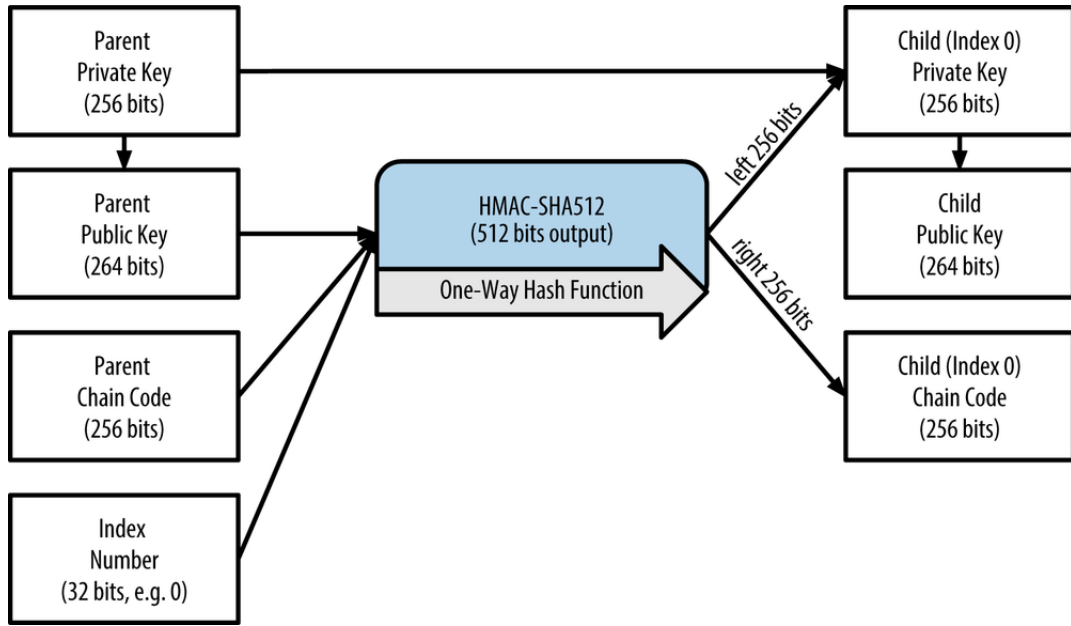 Parent
Private Key
(256 bits)
Parent
Public Key
(264 bits)
Parent
Chain Code
(256 bits)
Index
Number
(32 bits, e.g. 0)
HMAC-SHA512
(512 bits output)
One-Way Hash Function
left 256 bits
right 256 bits
Child (Index 0)
Private Key
(256 bits)
Child
Public Key
(264 bits)
Child (Index 0)
Chain Code
(256 bits)